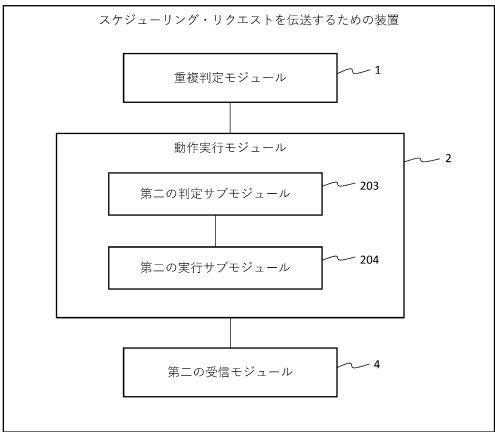 スケジューリング・リクエストを伝送するための装置
重複判定モジュール
1
動作実行モジュール
2
第二の判定サブモジュール
203
第二の実行サブモジュール
204
第二の受信モジュール
4